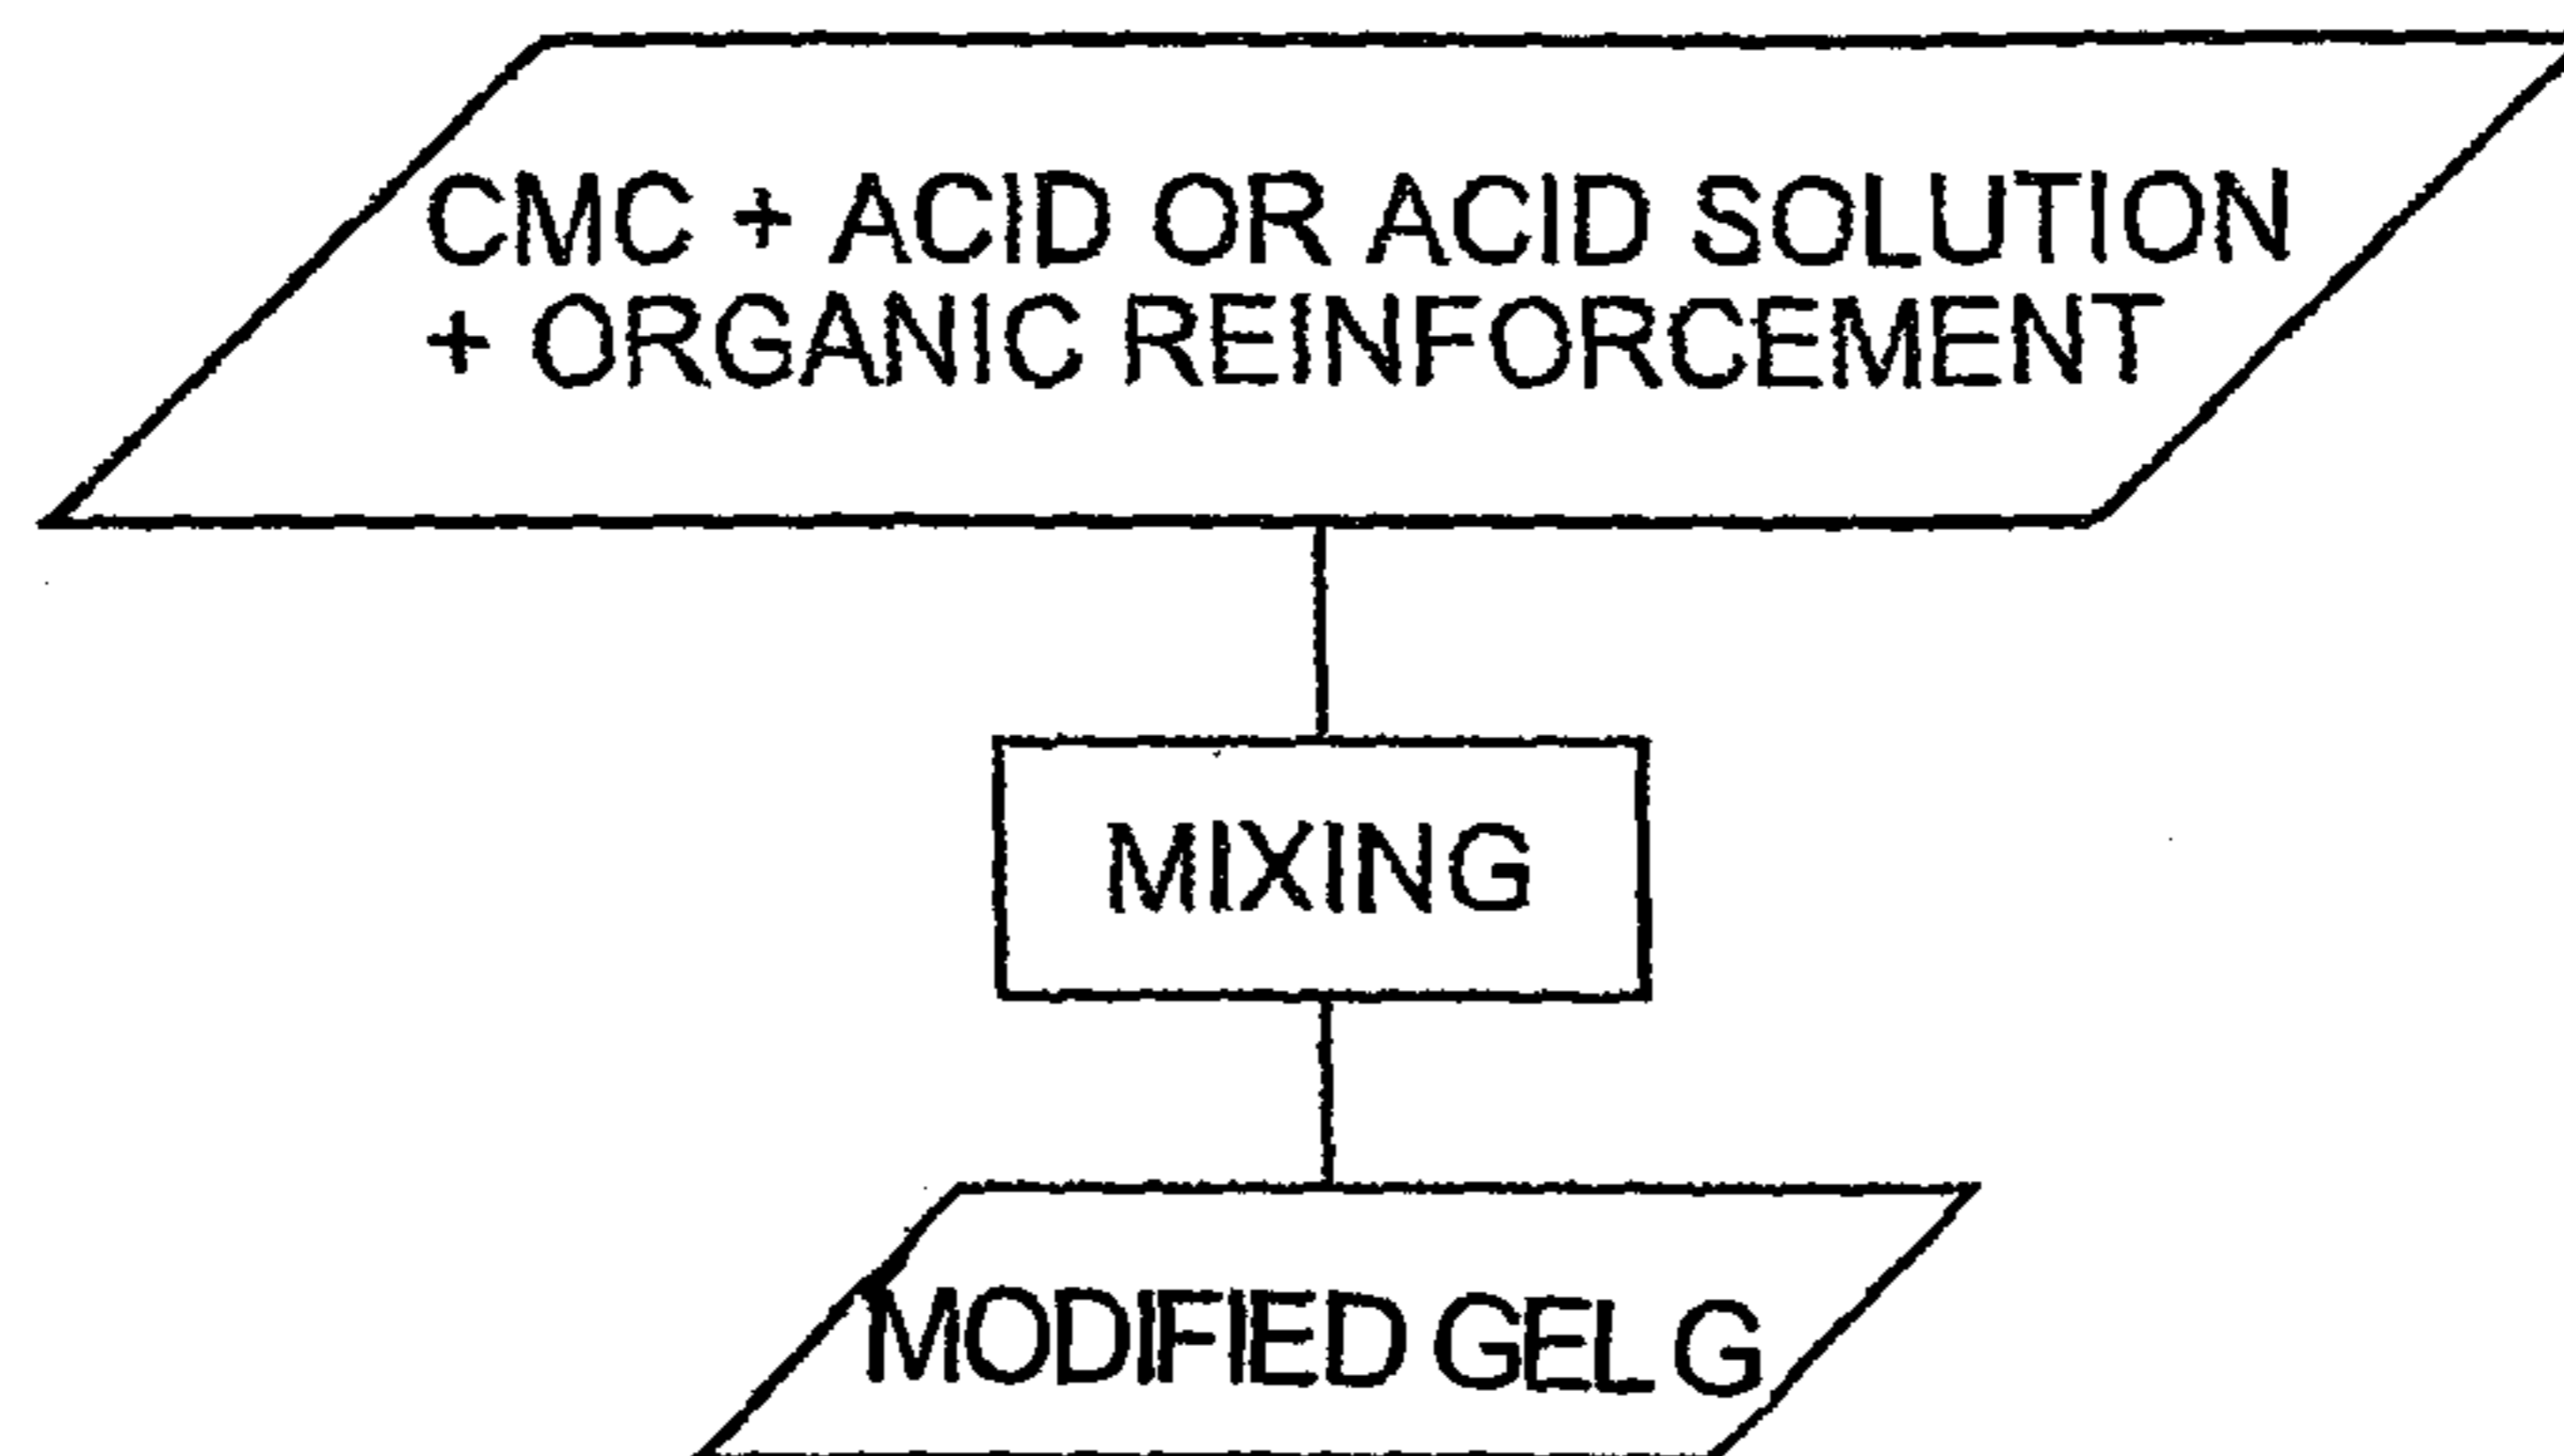 CMC + ACID OR ACID SOLUTION
+ ORGANIC REINFORCEMENT
MIXING
MODIFIED GEL G